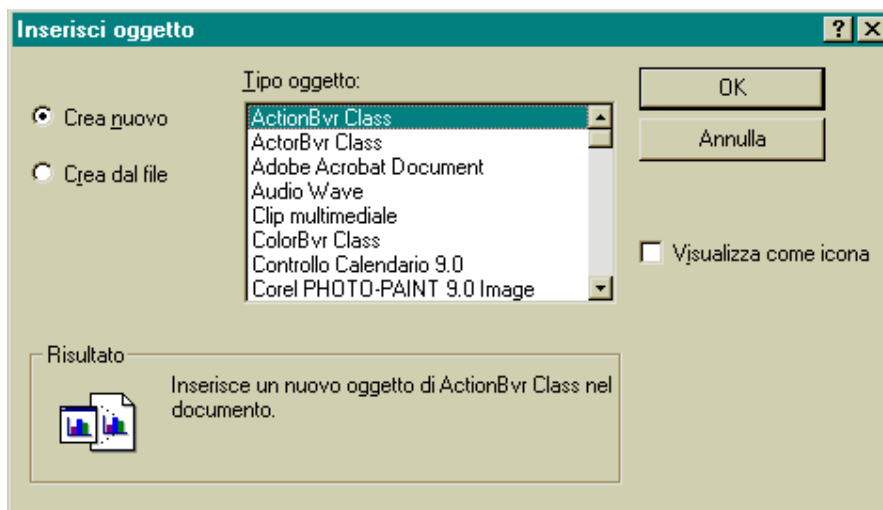 Inserisci oggetto
Tipo oggetto:
Crea nuovo
Crea dal file
ActionBvr Class
ActorBvr Class
Adobe Acrobat Document
Audio Wave
Clip multimediale
ColorBvr Class
Controllo Calendario 9.0
Corel PHOTO-PAINT 9.0 Image
OK
Annulla
Visualizza come icona
Risultato
Inserisce un nuovo oggetto di ActionBvr Class nel
documento.